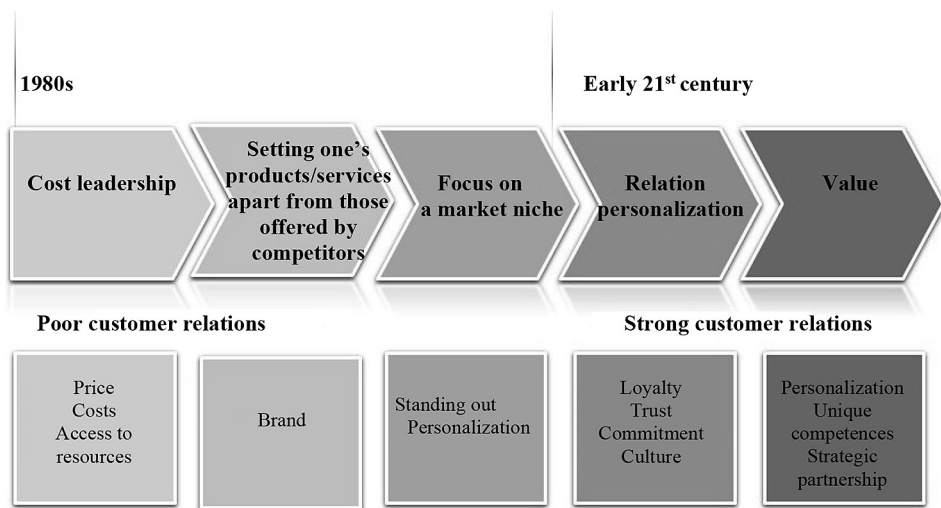 1980s
Early 21st century
Cost leadership
Setting one's
products/services
apart from those
offered by
competitors
Focus on
a market niche
Relation
personalization
Value
Poor customer relations
Strong customer relations
Price
Costs
Access to
resources
Brand
Standing out
Personalization
Loyalty
Trust
Commitment
Culture
Personalization
Unique
competences
Strategic
partnership